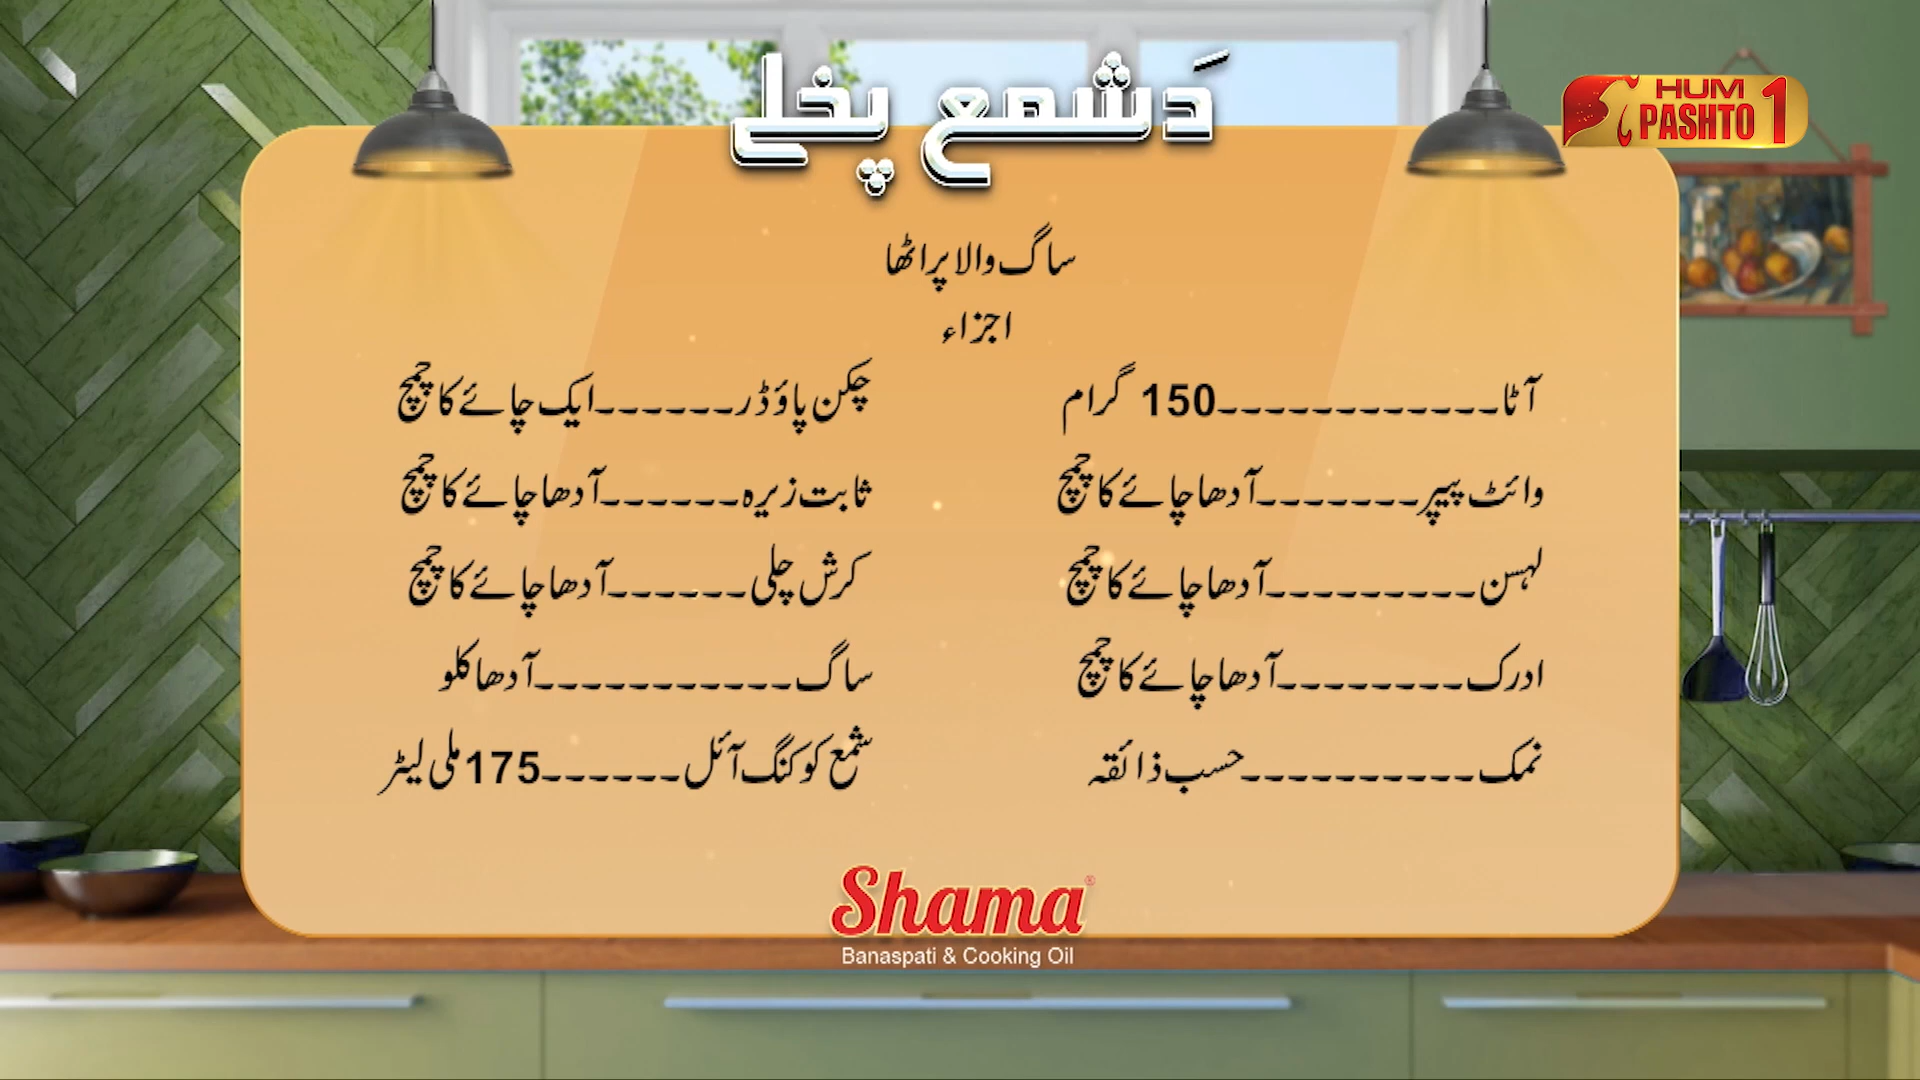 دَ شمع پخلے
HUM
PASHTO 1
ساگ والا پراٹھا
اجزاء
آٹا------------150 گرام
وائٹ پیپر-------آدھا چائے کا چمچ
لہسن---------آدھا چائے کا چمچ
ادرک--------آدھا چائے کا چمچ
نمک----------حسب ذائقہ
چکن پاؤڈر------ایک چائے کا چمچ
ثابت زیرہ------آدھا چائے کا چمچ
کرش چلی------آدھا چائے کا چمچ
ساگ-----------آدھا کلو
شمع کوکنگ آئل------175 ملی لیٹر
Shama®
Banaspati & Cooking Oil